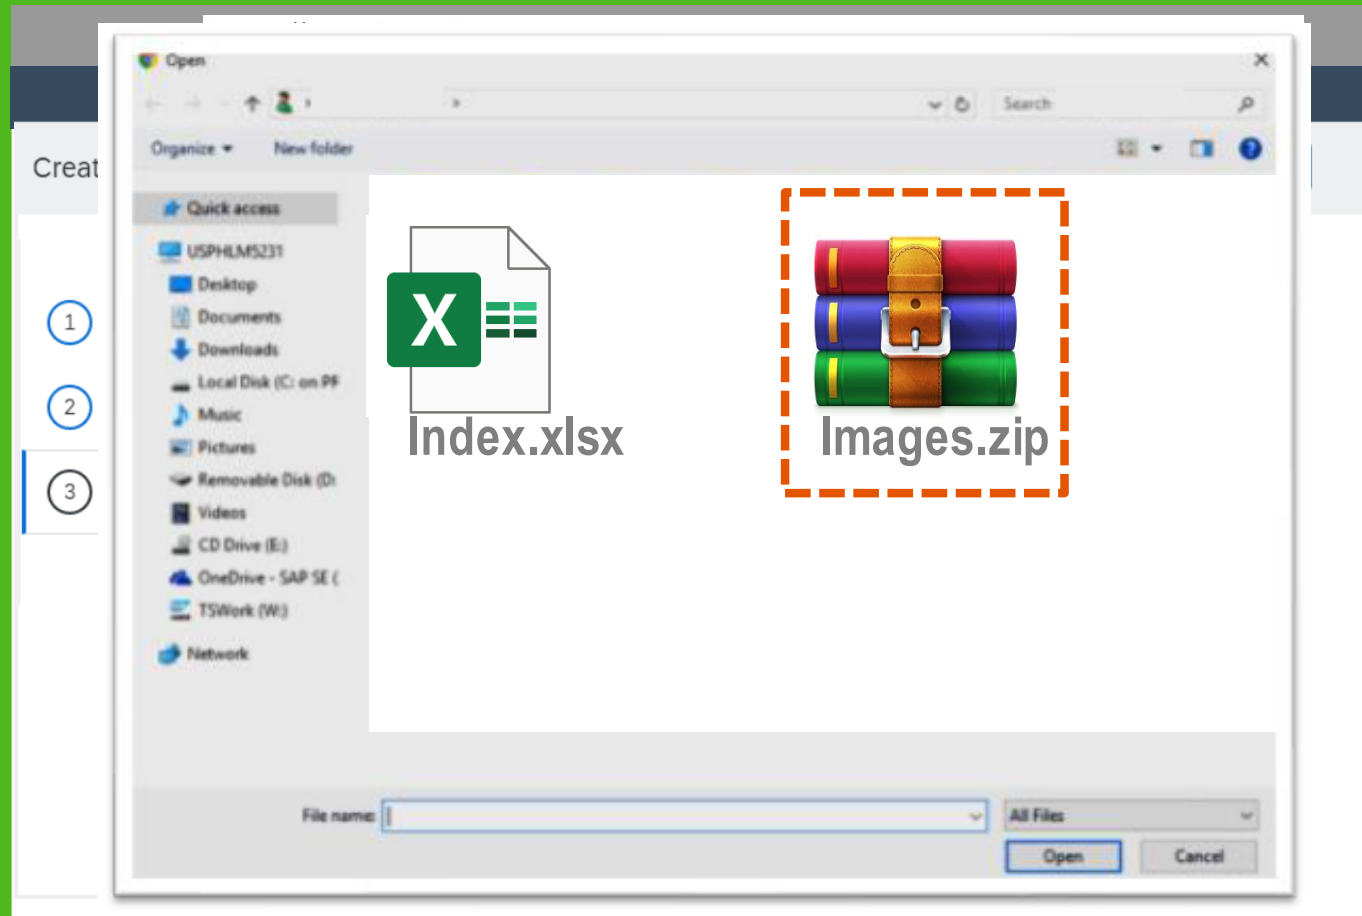 Open
Search
Organize
New folder
Creat
Quick access
USPHLM5231
Desktop
Documents
Downloads
Local Disk (C: on PF
Music
Pictures
Removable Disk (D:
Videos
CD Drive (E:)
OneDrive - SAP SE (
TSWork (W:)
Network
1
2
3
X
Index.xlsx
Images.zip
File name:
All Files
Open
Cancel